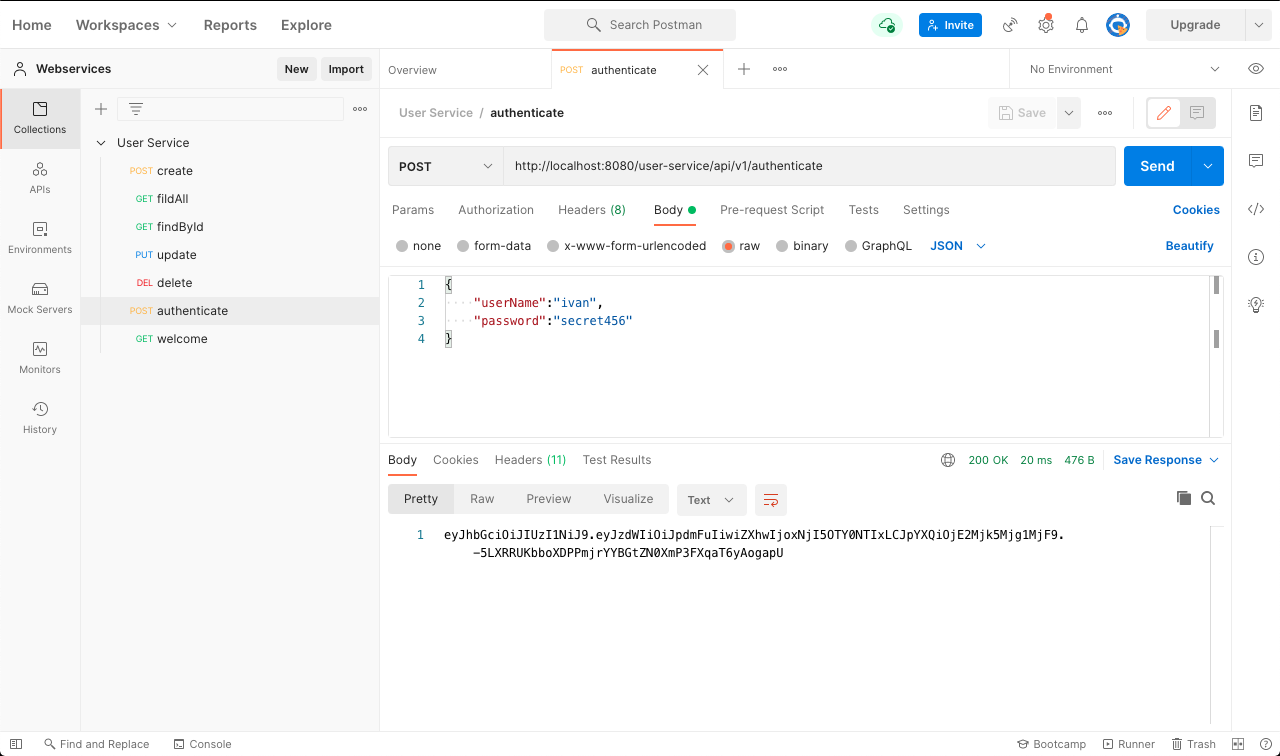 Home Workspaces Reports Explore Search Postman Invite Upgrade
Webservices New Import Overview POST authenticate No Environment
Collections
APIs
Environments
Mock Servers
Monitors
History
User Service
POST create
GET fildAll
GET findById
PUT update
DEL delete
POST authenticate
GET welcome
User Service / authenticate Save
POST http://localhost:8080/user-service/api/v1/authenticate Send
Params Authorization Headers (8) Body Pre-request Script Tests Settings Cookies
none form-data x-www-form-urlencoded raw binary GraphQL JSON Beautify
1 {
2 "userName":"ivan",
3 "password":"secret456"
4 }
Body Cookies Headers (11) Test Results 200 OK 20 ms 476 B Save Response
Pretty Raw Preview Visualize Text
1 eyJhbGciOiJIUzI1NiJ9.eyJzdWIiOiJpdmFuIiwiZXhwIjoxNjI5OTY0NTIxLCJpYXQiOjE2Mjk5Mjg1MjF9.
-5LXRRUKbboXDPPmjrYYBGtZN0XmP3FXqaT6yAogapU
Find and Replace Console Bootcamp Runner Trash